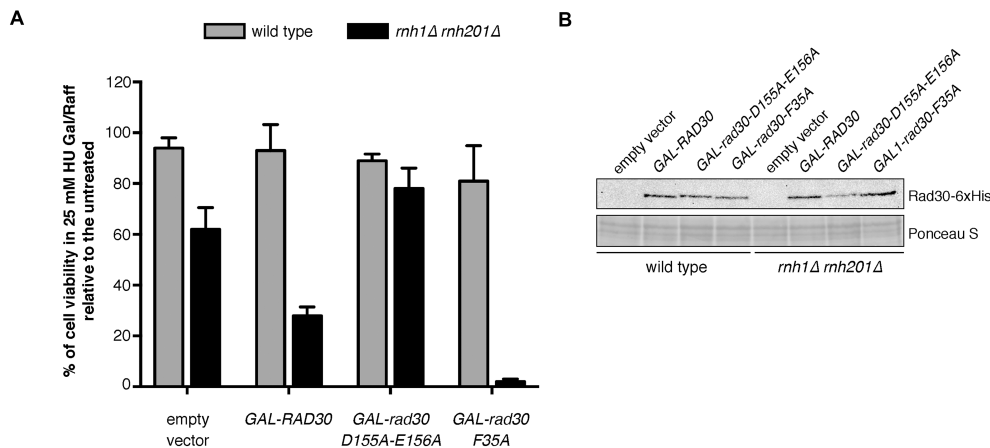 A
wild type
rnh1Δ rnh201Δ
% of cell viability in 25 mM HU Gal/Raff
relative to the untreated
120
100
80
60
40
20
0
empty
vector
GAL-RAD30
GAL-rad30
D155A-E156A
GAL-rad30
F35A
B
empty vector
GAL-RAD30
GAL-rad30-D155A-E156A
GAL-rad30-F35A
empty vector
GAL-RAD30
GAL-rad30-D155A-E156A
GAL1-rad30-F35A
Rad30-6xHis
Ponceau S
wild type
rnh1Δ rnh201Δ